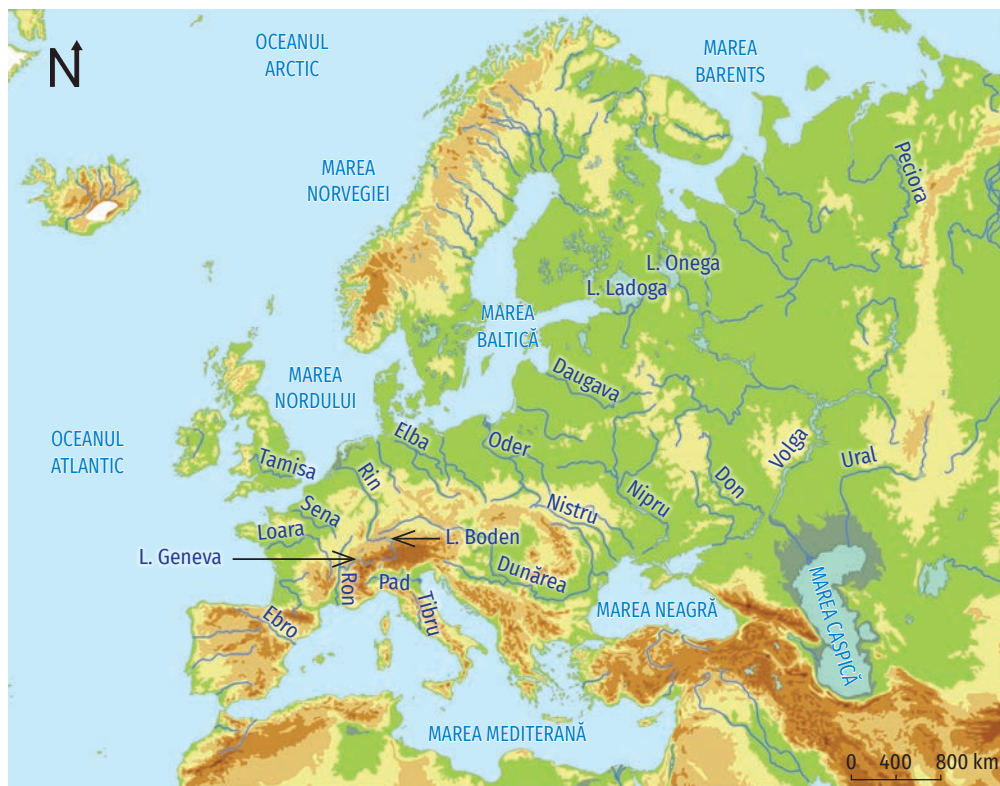 OCEANUL
ARCTIC
MAREA
BARENTS
N
Peciora
MAREA
NORVEGIEI
L. Onega
L. Ladoga
MAREA
BALTICĂ
MAREA
NORDULUI
Daugava
OCEANUL
ATLANTIC
Elba
Oder
Volga
Ural
Tamisa
Rin
Don
Nipru
Nistru
Sena
Loara
L. Boden
L. Geneva
Dunărea
Ron
Pad
Tibru
MAREA NEAGRĂ
MAREA CASPICĂ
Ebro
MAREA MEDITERANĂ
0 400 800 km